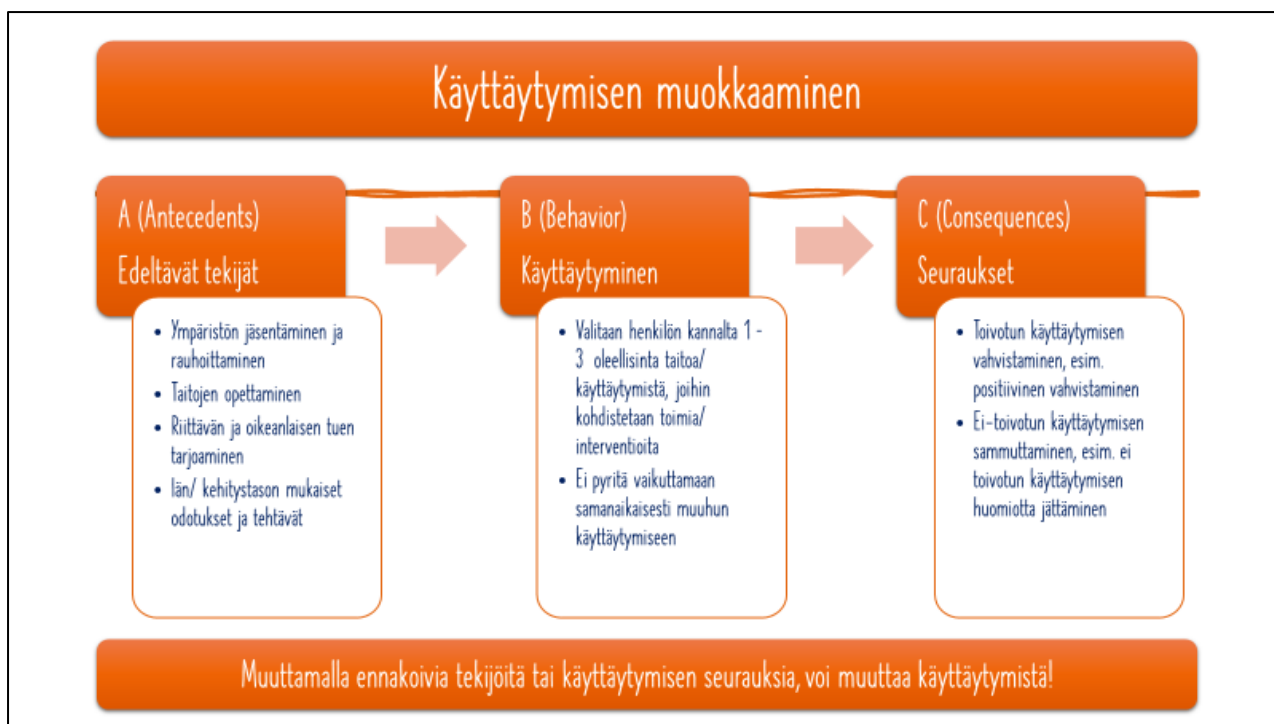 Käyttäytymisen muokkaaminen
A (Antecedents)
Edeltävät tekijät
• Ympäristön jäsentäminen ja
rauhoittaminen
• Taitojen opettaminen
• Riittävän ja oikeanlaisen tuen
tarjoaminen
• Iän/ kehitystason mukaiset
odotukset ja tehtävät
B (Behavior)
Käyttäytyminen
• Valitaan henkilön kannalta 1 -
3 oleellisinta taitoa/
käyttäytymistä, joihin
kohdistetaan toimia/
interventioita
• Ei pyritä vaikuttamaan
samanaikaisesti muuhun
käyttäytymiseen
C (Consequences)
Seuraukset
• Toivotun käyttäytymisen
vahvistaminen, esim.
positiivinen vahvistaminen
• Ei-toivotun käyttäytymisen
sammuttaminen, esim. ei
toivotun käyttäytymisen
huomiotta jättäminen
Muuttamalla ennakoivia tekijöitä tai käyttäytymisen seurauksia, voi muuttaa käyttäytymistä!